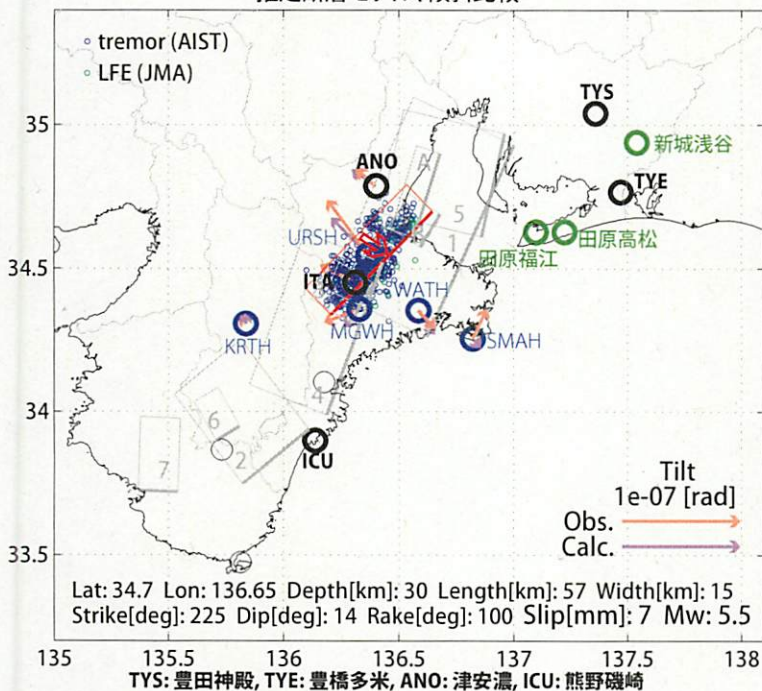 tremor (AIST)
LFE (JMA)
TYS
新城浅谷
ANO
TYE
A
5
URSH
1
田原高松
田原福江
ITA
WATH
MGWH
SMAH
KRTH
4
6
2
7
ICU
Tilt
1e-07 [rad]
Obs.
Calc.
Lat: 34.7 Lon: 136.65 Depth[km]: 30 Length[km]: 57 Width[km]: 15
Strike[deg]: 225 Dip[deg]: 14 Rake[deg]: 100 Slip[mm]: 7 Mw: 5.5
35
34.5
34
33.5
135 135.5 136 136.5 137 137.5 138
TYS: 豊田神殿, TYE: 豊橋多米, ANO: 津安濃, ICU: 熊野磯崎